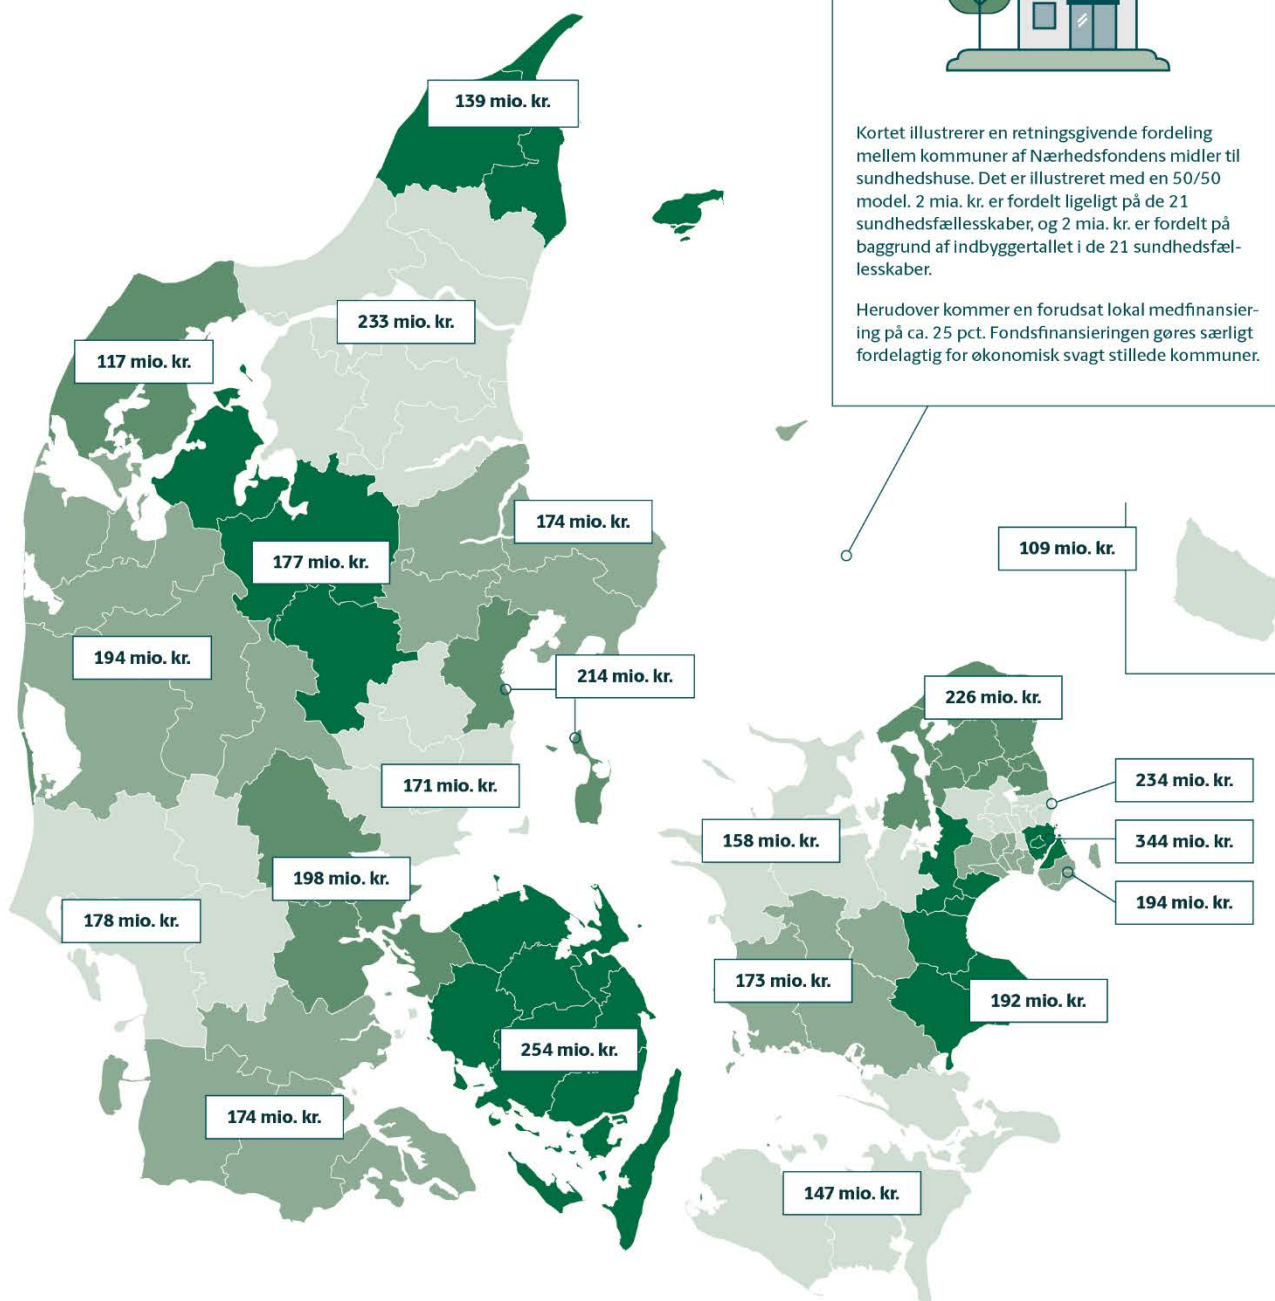 139 mio. kr.
Kortet illustrerer en retningsgivende fordeling
mellem kommuner af Nærhedsfondens midler til
sundhedshuse. Det er illustreret med en 50/50
model. 2 mia. kr. er fordelt ligeligt på de 21
sundhedsfællesskaber, og 2 mia. kr. er fordelt på
baggrund af indbyggertallet i de 21 sundhedsfæl-
lesskaber.
Herudover kommer en forudsat lokal medfinansier-
ing på ca. 25 pct. Fondsfinansieringen gøres særligt
fordelagtig for økonomisk svagt stillede kommuner.
233 mio. kr.
117 mio. kr.
174 mio. kr.
109 mio. kr.
177 mio. kr.
194 mio. kr.
214 mio. kr.
226 mio. kr.
171 mio. kr.
234 mio. kr.
158 mio. kr.
344 mio. kr.
198 mio. kr.
194 mio. kr.
178 mio. kr.
173 mio. kr.
192 mio. kr.
254 mio. kr.
174 mio. kr.
147 mio. kr.